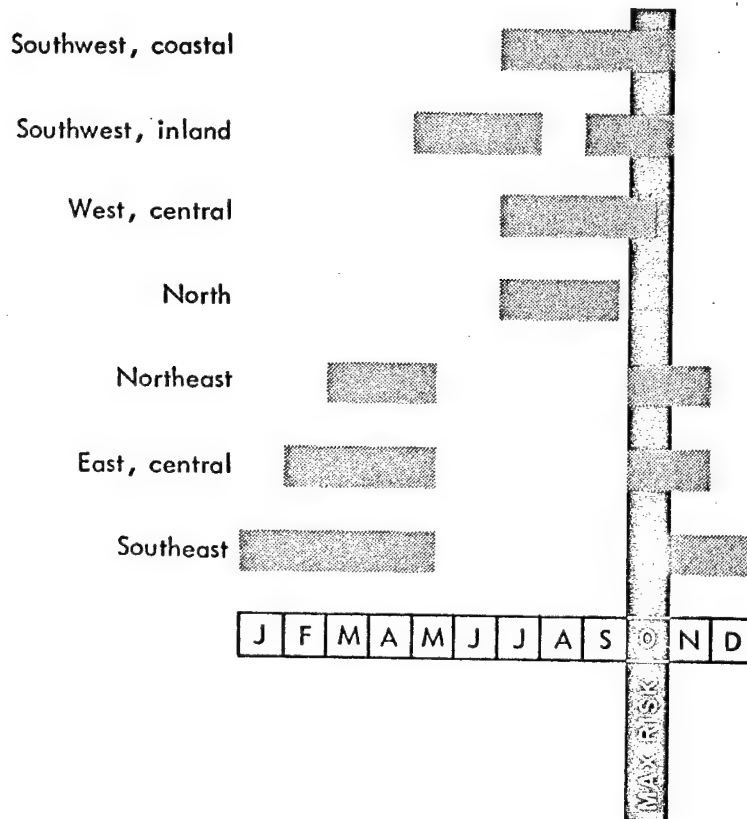 Southwest, coastal
Southwest, inland
West, central
North
Northeast
East, central
Southeast
J F M A M J J A S O N D
MAX RISK